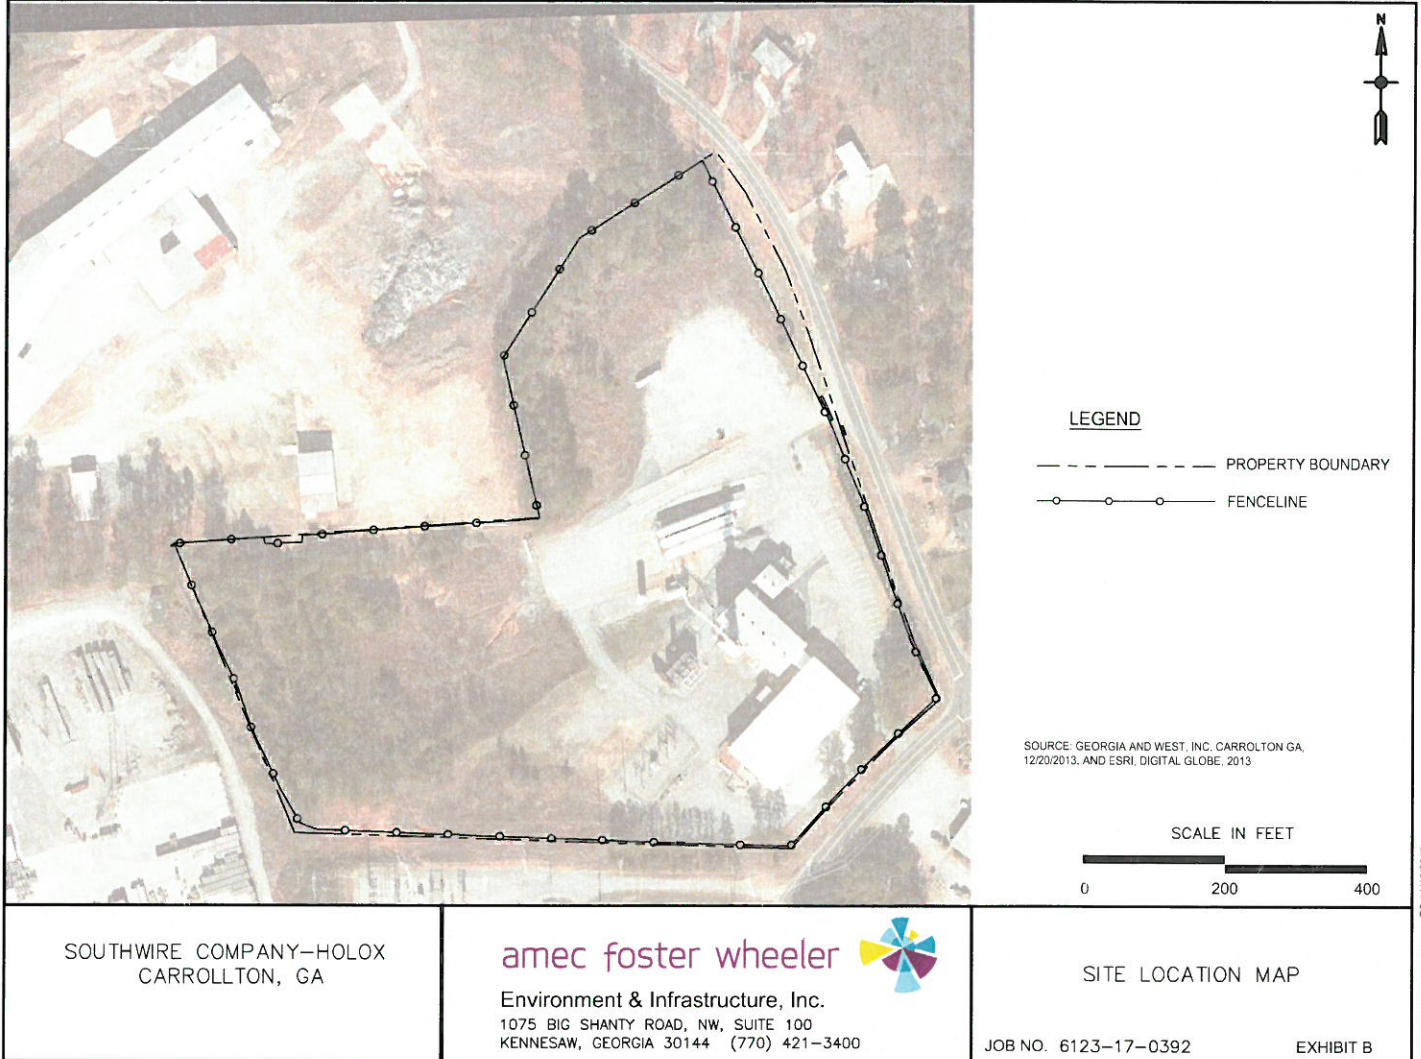 N
LEGEND
PROPERTY BOUNDARY
FENCELINE
SOURCE: GEORGIA AND WEST, INC. CARROLTON GA,
12/20/2013, AND ESRI, DIGITAL GLOBE, 2013
SCALE IN FEET
0 200 400
SOUTHWIRE COMPANY-HOLOX
CARROLLTON, GA
amec foster wheeler
Environment & Infrastructure, Inc.
1075 BIG SHANTY ROAD, NW, SUITE 100
KENNESAW, GEORGIA 30144 (770) 421-3400
SITE LOCATION MAP
JOB NO. 6123-17-0392 EXHIBIT B